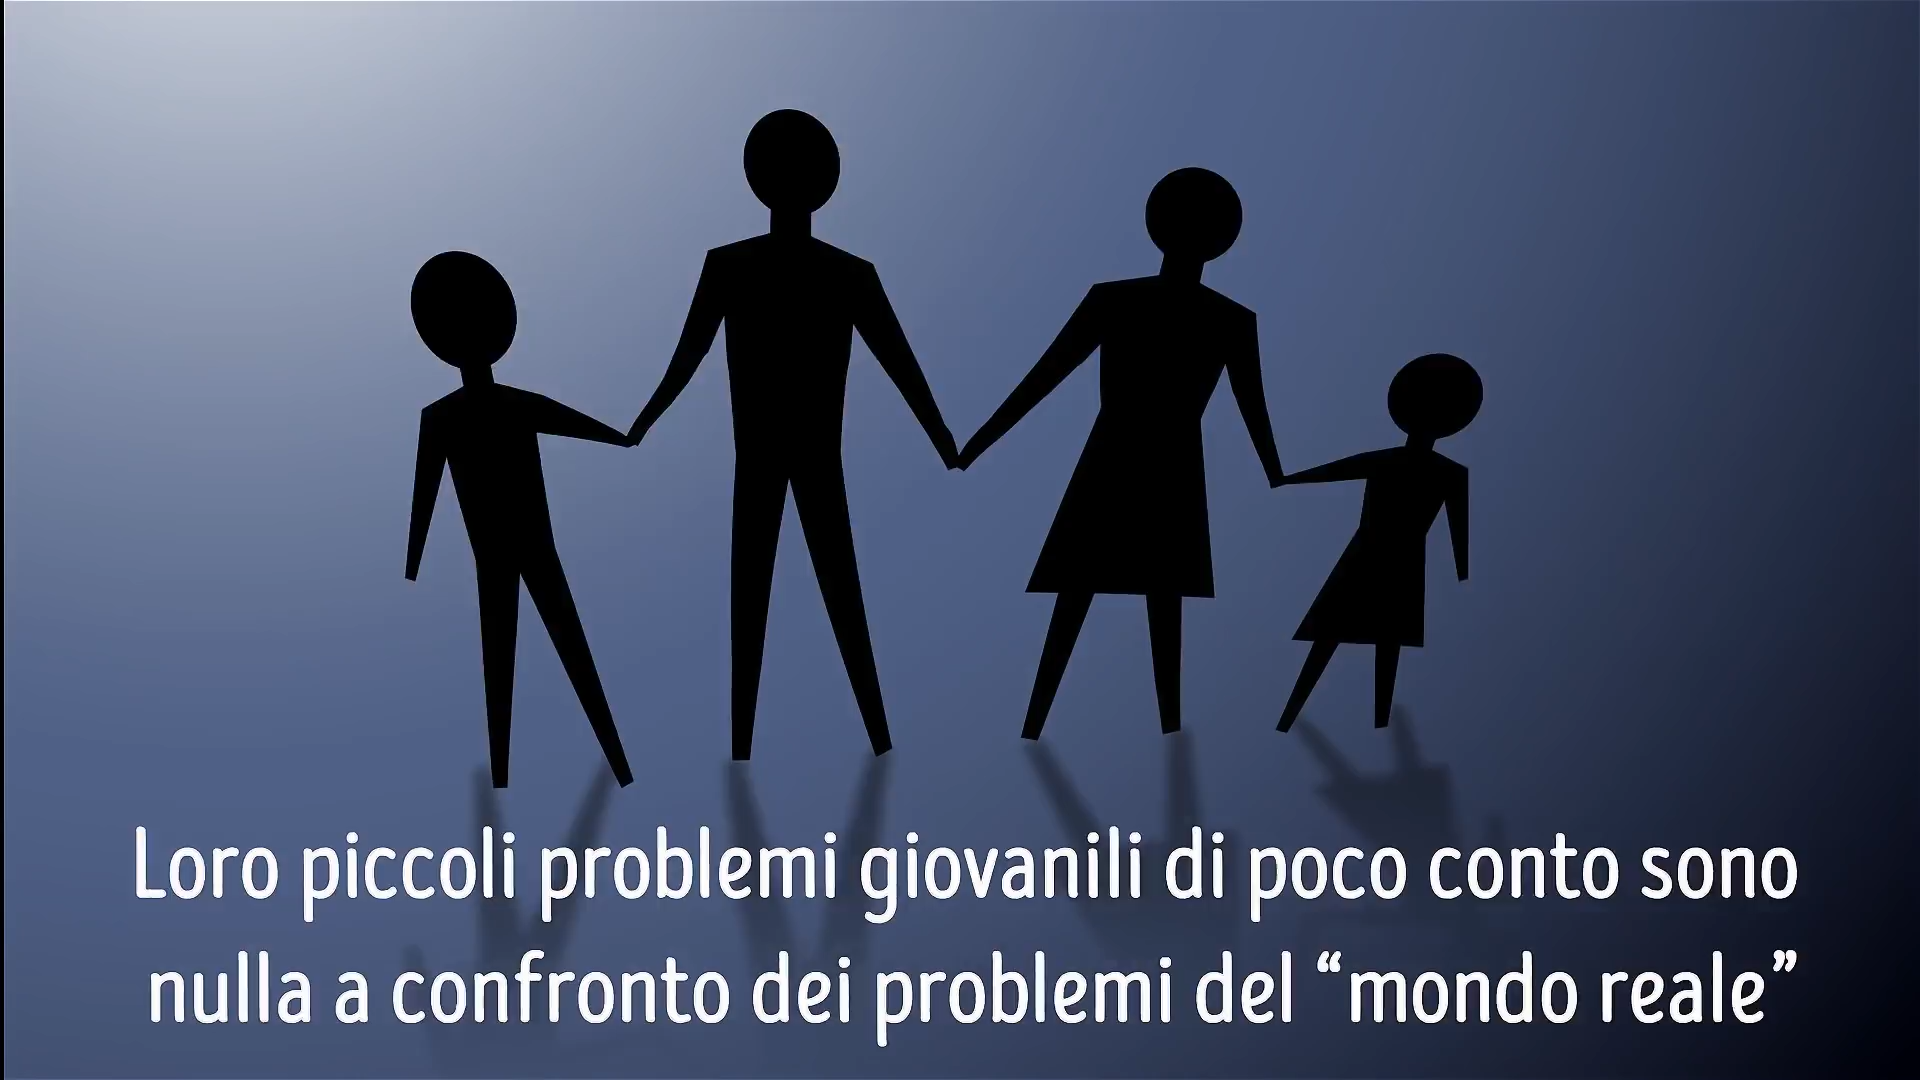 Loro piccoli problemi giovanili di poco conto sono
nulla a confronto dei problemi del “mondo reale”